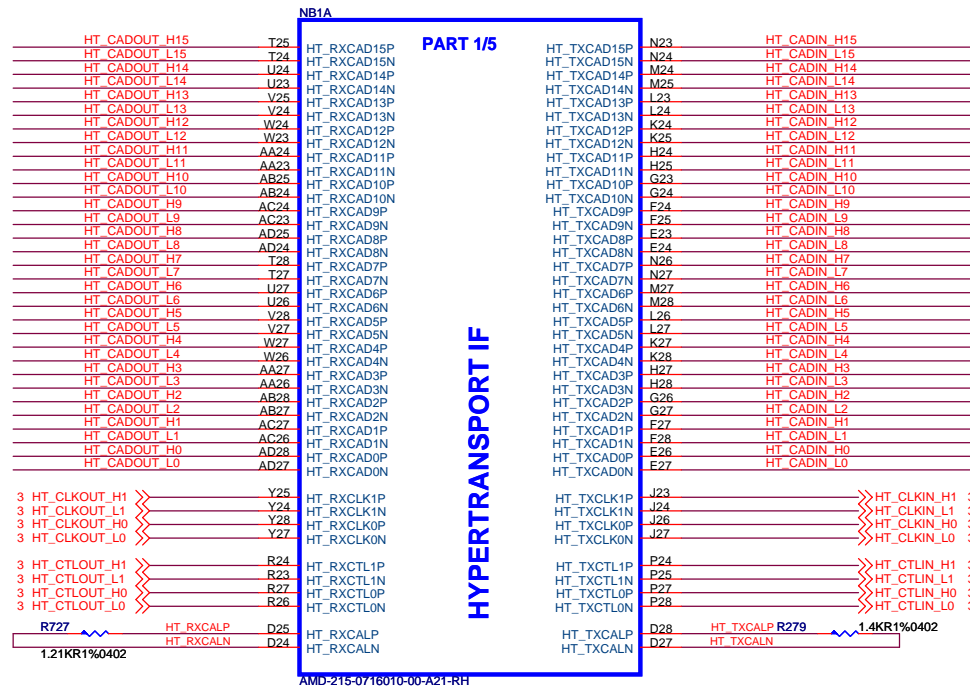 NB1A
PART 1/5
HT_CADOUT_H15 T25 HT_RXCAD15P HT_TXCAD15P N23 HT_CADIN_H15
HT_CADOUT_L15 T24 HT_RXCAD15N HT_TXCAD15N N24 HT_CADIN_L15
HT_CADOUT_H14 U24 HT_RXCAD14P HT_TXCAD14P M24 HT_CADIN_H14
HT_CADOUT_L14 U23 HT_RXCAD14N HT_TXCAD14N M25 HT_CADIN_L14
HT_CADOUT_H13 V25 HT_RXCAD13P HT_TXCAD13P L23 HT_CADIN_H13
HT_CADOUT_L13 V24 HT_RXCAD13N HT_TXCAD13N L24 HT_CADIN_L13
HT_CADOUT_H12 W24 HT_RXCAD12P HT_TXCAD12P K24 HT_CADIN_H12
HT_CADOUT_L12 W23 HT_RXCAD12N HT_TXCAD12N K25 HT_CADIN_L12
HT_CADOUT_H11 AA24 HT_RXCAD11P HT_TXCAD11P H24 HT_CADIN_H11
HT_CADOUT_L11 AA23 HT_RXCAD11N HT_TXCAD11N H25 HT_CADIN_L11
HT_CADOUT_H10 AB25 HT_RXCAD10P HT_TXCAD10P G23 HT_CADIN_H10
HT_CADOUT_L10 AB24 HT_RXCAD10N HT_TXCAD10N G24 HT_CADIN_L10
HT_CADOUT_H9 AC24 HT_RXCAD9P HT_TXCAD9P F24 HT_CADIN_H9
HT_CADOUT_L9 AC23 HT_RXCAD9N HT_TXCAD9N F25 HT_CADIN_L9
HT_CADOUT_H8 AD25 HT_RXCAD8P HT_TXCAD8P E23 HT_CADIN_H8
HT_CADOUT_L8 AD24 HT_RXCAD8N HT_TXCAD8N E24 HT_CADIN_L8
HT_CADOUT_H7 T28 HT_RXCAD7P HT_TXCAD7P N26 HT_CADIN_H7
HT_CADOUT_L7 T27 HT_RXCAD7N HT_TXCAD7N N27 HT_CADIN_L7
HT_CADOUT_H6 U27 HT_RXCAD6P HT_TXCAD6P M27 HT_CADIN_H6
HT_CADOUT_L6 U26 HT_RXCAD6N HT_TXCAD6N M28 HT_CADIN_L6
HT_CADOUT_H5 V28 HT_RXCAD5P HT_TXCAD5P L26 HT_CADIN_H5
HT_CADOUT_L5 V27 HT_RXCAD5N HT_TXCAD5N L27 HT_CADIN_L5
HT_CADOUT_H4 W27 HT_RXCAD4P HT_TXCAD4P K27 HT_CADIN_H4
HT_CADOUT_L4 W26 HT_RXCAD4N HT_TXCAD4N K28 HT_CADIN_L4
HT_CADOUT_H3 AA27 HT_RXCAD3P HT_TXCAD3P H27 HT_CADIN_H3
HT_CADOUT_L3 AA26 HT_RXCAD3N HT_TXCAD3N H28 HT_CADIN_L3
HT_CADOUT_H2 AB28 HT_RXCAD2P HT_TXCAD2P G26 HT_CADIN_H2
HT_CADOUT_L2 AB27 HT_RXCAD2N HT_TXCAD2N G27 HT_CADIN_L2
HT_CADOUT_H1 AC27 HT_RXCAD1P HT_TXCAD1P F27 HT_CADIN_H1
HT_CADOUT_L1 AC26 HT_RXCAD1N HT_TXCAD1N F28 HT_CADIN_L1
HT_CADOUT_H0 AD28 HT_RXCAD0P HT_TXCAD0P E26 HT_CADIN_H0
HT_CADOUT_L0 AD27 HT_RXCAD0N HT_TXCAD0N E27 HT_CADIN_L0
HYPERTRANSPORT IF
3 HT_CLKOUT_H1 Y25 HT_RXCLK1P HT_TXCLK1P J23 HT_CLKIN_H1
3 HT_CLKOUT_L1 Y24 HT_RXCLK1N HT_TXCLK1N J24 HT_CLKIN_L1
3 HT_CLKOUT_H0 Y28 HT_RXCLK0P HT_TXCLK0P J26 HT_CLKIN_H0
3 HT_CLKOUT_L0 Y27 HT_RXCLK0N HT_TXCLK0N J27 HT_CLKIN_L0
3 HT_CTLOUT_H1 R24 HT_RXCTL1P HT_TXCTL1P P24 HT_CTLIN_H1
3 HT_CTLOUT_L1 R23 HT_RXCTL1N HT_TXCTL1N P25 HT_CTLIN_L1
3 HT_CTLOUT_H0 R27 HT_RXCTL0P HT_TXCTL0P P27 HT_CTLIN_H0
3 HT_CTLOUT_L0 R26 HT_RXCTL0N HT_TXCTL0N P28 HT_CTLIN_L0
R727 HT_RXCALP D25 HT_RXCALP HT_TXCALP D28 HT_TXCALP R279 1.4KR1%0402
HT_RXCALN D24 HT_RXCALN HT_TXCALN D27 HT_TXCALN
1.21KR1%0402
AMD-215-0716010-00-A21-RH